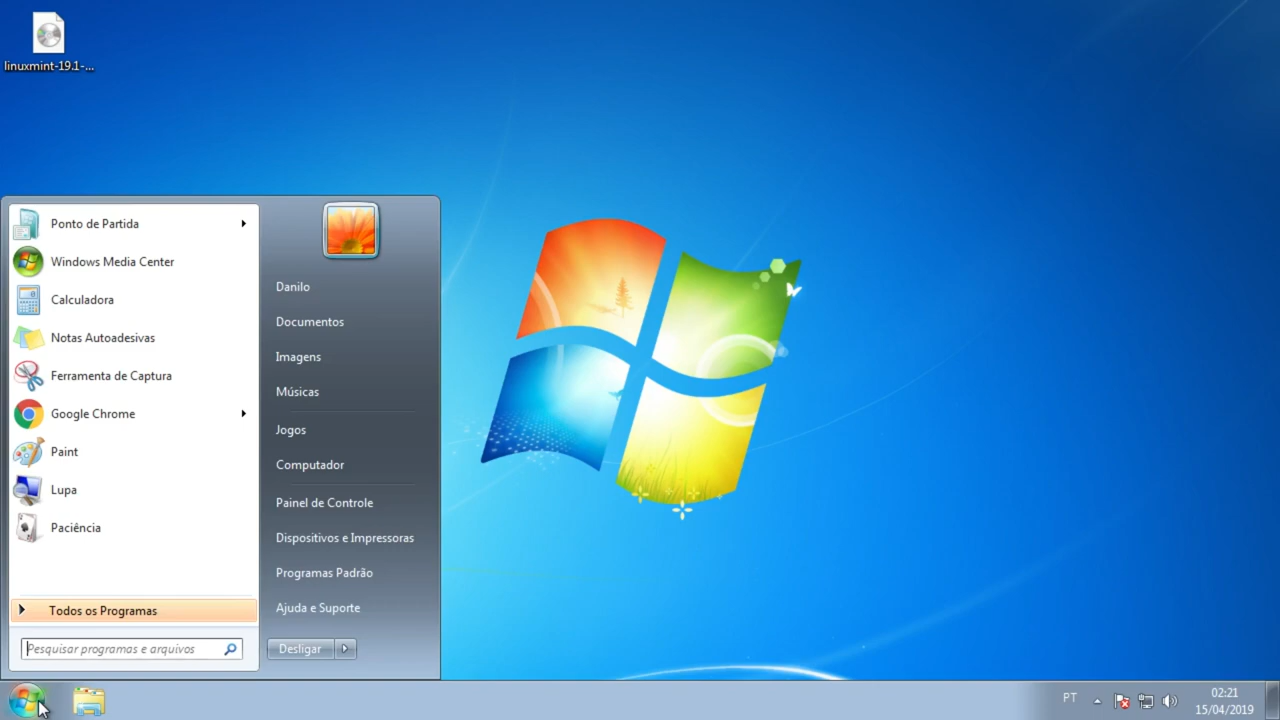 linuxmint-19.1-...
Ponto de Partida
Windows Media Center
Calculadora
Notas Autoadesivas
Ferramenta de Captura
Google Chrome
Paint
Lupa
Paciência
Todos os Programas
Pesquisar programas e arquivos
Danilo
Documentos
Imagens
Músicas
Jogos
Computador
Painel de Controle
Dispositivos e Impressoras
Programas Padrão
Ajuda e Suporte
Desligar
PT
02:21
15/04/2019